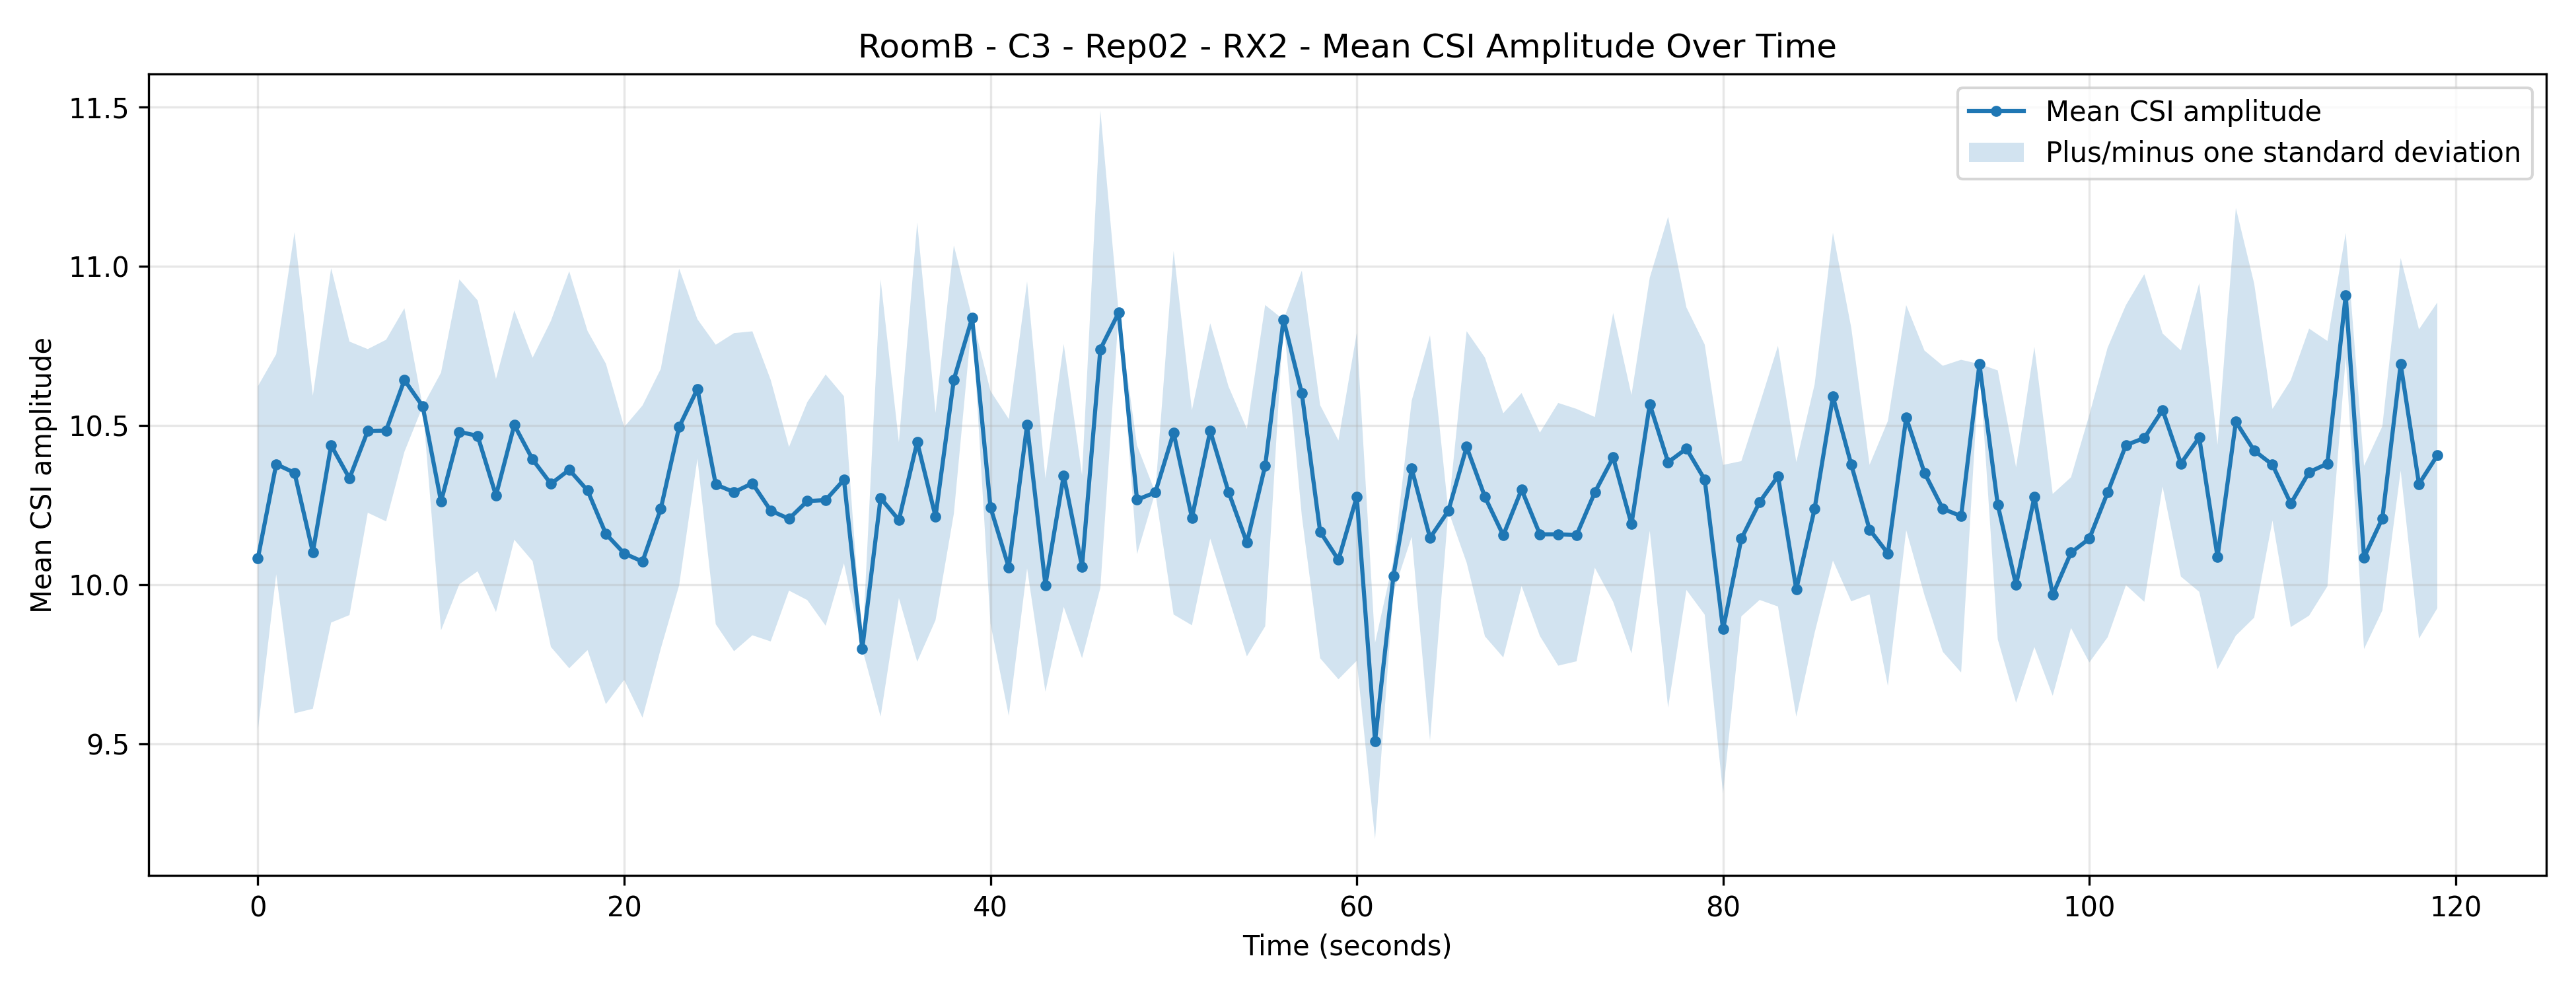 RoomB - C3 - Rep02 - RX2 - Mean CSI Amplitude Over Time
Mean CSI amplitude
Plus/minus one standard deviation
11.5
11.0
10.5
10.0
9.5
Mean CSI amplitude
0 20 40 60 80 100 120
Time (seconds)